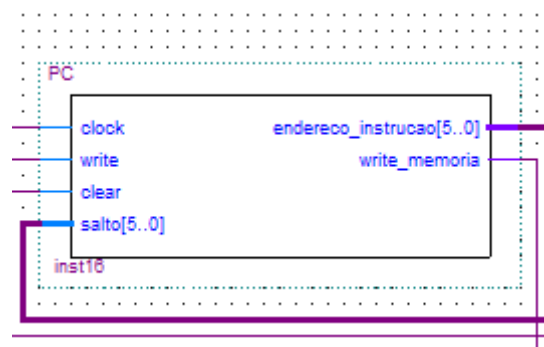 PC
clock endereco_instrucao[5..0]
write write_memoria
clear
salto[5..0]
inst16